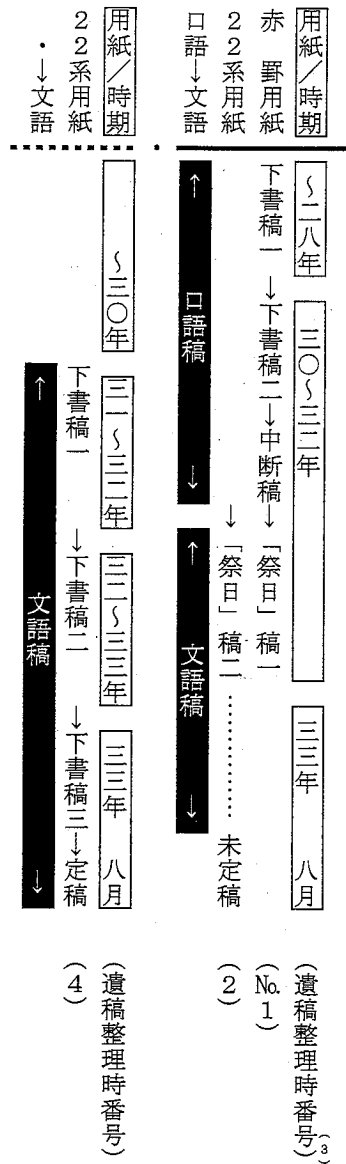 用紙／時期 〜二八年 三〇〜三二年 三三年 八月 （遺稿整理時番号）(3)
赤 罫用紙 下書稿一 →下書稿二→中断稿→「祭日」稿一 （№1）
２２系用紙 →「祭日」稿二…………… 未定稿 （2）
口語→文語 ← 口語稿 → ← 文語稿 →
用紙／時期 〜三〇年 三一〜三二年 三二〜三三年 三三年 八月 （遺稿整理時番号）
２２系用紙 下書稿一 →下書稿二 →下書稿三→定稿 （4）
・→文語 ← 文語稿 →